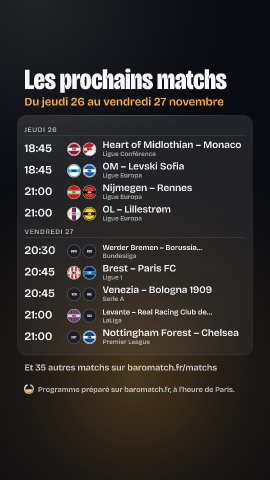 Les prochains matchs
Du jeudi 26 au vendredi 27 novembre
JEUDI 26
18:45
Heart of Midlothian – Monaco
Ligue Conférence
18:45
OM – Levski Sofia
Ligue Europa
21:00
Nijmegen – Rennes
Ligue Europa
21:00
OL – Lillestrøm
Ligue Europa
VENDREDI 27
20:30
Werder Bremen – Borussia...
Bundesliga
20:45
Brest – Paris FC
Ligue 1
20:45
Venezia – Bologna 1909
Serie A
21:00
Levante – Real Racing Club de...
LaLiga
21:00
Nottingham Forest – Chelsea
Premier League
Et 35 autres matchs sur baromatch.fr/matchs
Programme préparé sur baromatch.fr, à l'heure de Paris.